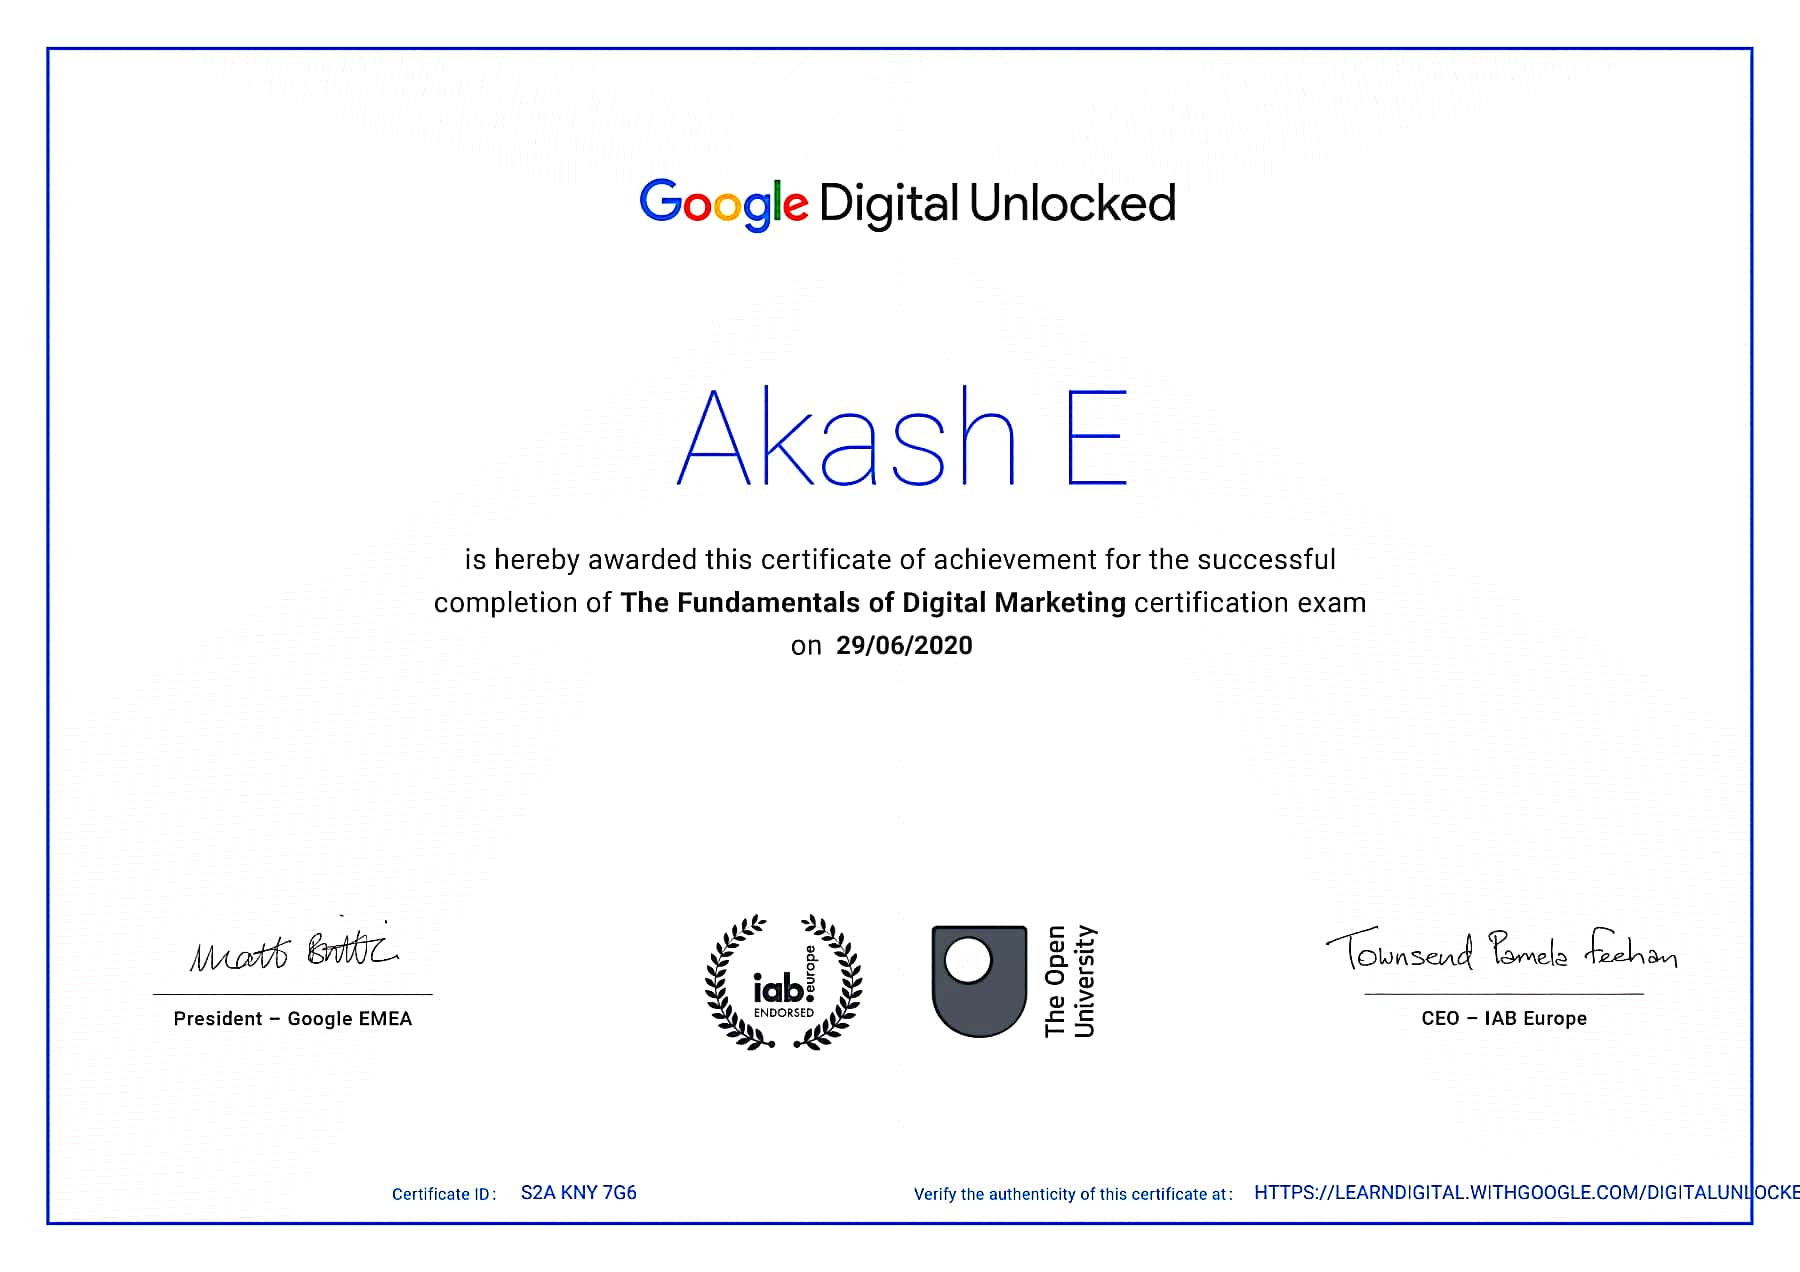 Google Digital Unlocked
Akash E
is hereby awarded this certificate of achievement for the successful
completion of The Fundamentals of Digital Marketing certification exam
on 29/06/2020
Matt Brittin
President – Google EMEA
iab.europe
ENDORSED
The Open
University
Townsend Pamela Feehan
CEO – IAB Europe
Certificate ID: S2A KNY 7G6
Verify the authenticity of this certificate at: HTTPS://LEARNDIGITAL.WITHGOOGLE.COM/DIGITALUNLOCKE